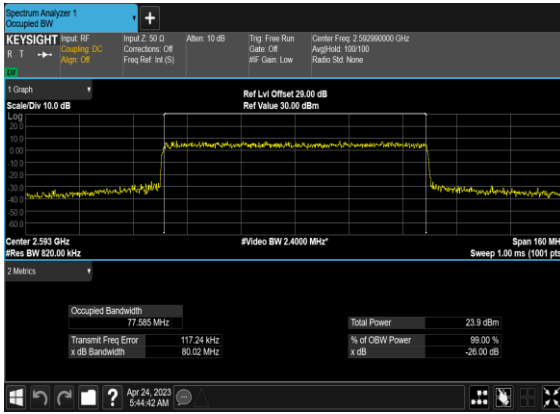 Spectrum Analyzer 1
Occupied BW
+
KEYSIGHT Input: RF Input Z: 50 Ω Atten: 10 dB Trig: Free Run Center Freq: 2.592990000 GHz
R T Coupling: DC Corrections: Off Gate: Off Avg|Hold: 100/100
Align: Off Freq Ref: Int (S) #IF Gain: Low Radio Std: None
LXI
1 Graph
Ref Lvl Offset 29.00 dB
Scale/Div 10.0 dB Ref Value 30.00 dBm
Log
20.0
10.0
0.00
-10.0
-20.0
-30.0
-40.0
-50.0
-60.0
Center 2.593 GHz #Video BW 2.4000 MHz* Span 160 MH
#Res BW 820.00 kHz Sweep 1.00 ms (1001 pts
2 Metrics
Occupied Bandwidth
77.585 MHz Total Power 23.9 dBm
Transmit Freq Error 117.24 kHz % of OBW Power 99.00 %
x dB Bandwidth 80.02 MHz x dB -26.00 dB
? Apr 24, 2023
5:44:42 AM